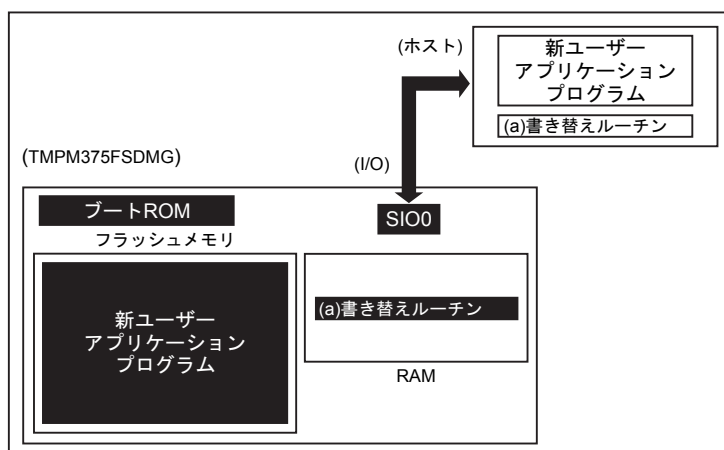 (ホスト)
新ユーザー
アプリケーション
プログラム
(a)書き替えルーチン
(TMPM375FSDMG)
(I/O)
ブートROM
SIO0
フラッシュメモリ
新ユーザー
アプリケーション
プログラム
(a)書き替えルーチン
RAM